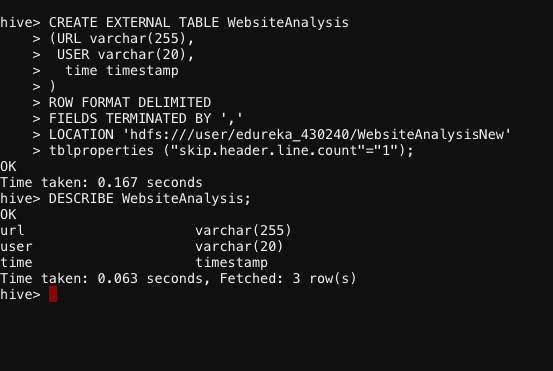 hive> CREATE EXTERNAL TABLE WebsiteAnalysis
    > (URL varchar(255),
    >  USER varchar(20),
    >   time timestamp
    > )
    > ROW FORMAT DELIMITED
    > FIELDS TERMINATED BY ','
    > LOCATION 'hdfs:///user/edureka_430240/WebsiteAnalysisNew'
    > tblproperties ("skip.header.line.count"="1");
OK
Time taken: 0.167 seconds
hive> DESCRIBE WebsiteAnalysis;
OK
url                     varchar(255)
user                    varchar(20)
time                    timestamp
Time taken: 0.063 seconds, Fetched: 3 row(s)
hive>